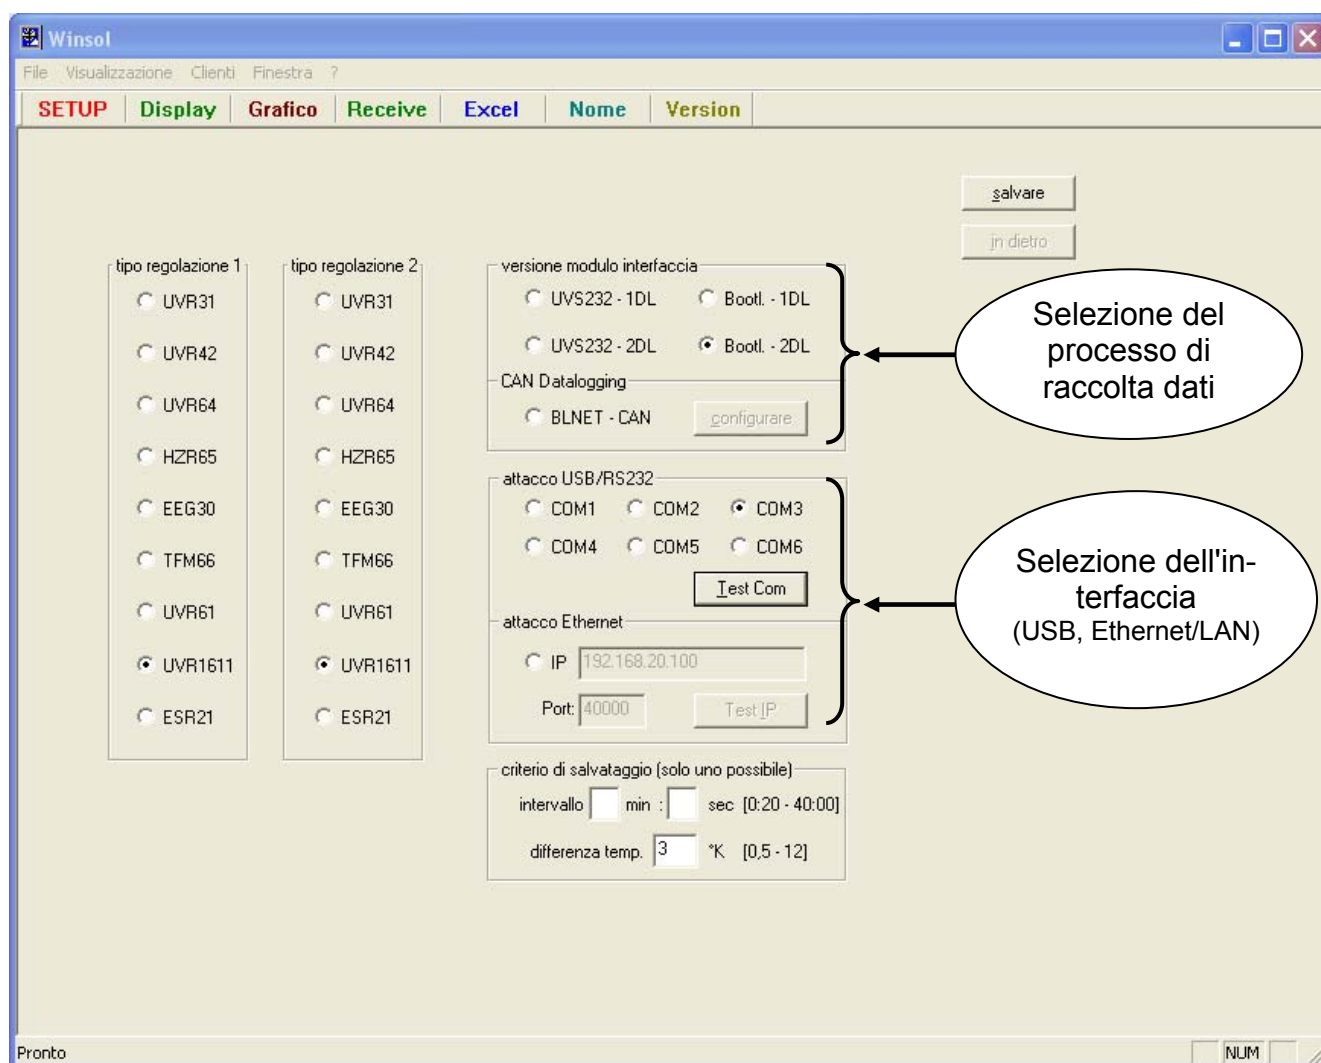 Winsol
File Visualizzazione Clienti Finestra ?
SETUP Display Grafico Receive Excel Nome Version
salvare
in dietro
tipo regolazione 1
UVR31
UVR42
UVR64
HZR65
EEG30
TFM66
UVR61
UVR1611
ESR21
tipo regolazione 2
UVR31
UVR42
UVR64
HZR65
EEG30
TFM66
UVR61
UVR1611
ESR21
versione modulo interfaccia
UVS232 - 1DL Bootl. - 1DL
UVS232 - 2DL Bootl. - 2DL
CAN Datalogging
BLNET - CAN configurare
Selezione del
processo di
raccolta dati
attacco USB/RS232
COM1 COM2 COM3
COM4 COM5 COM6
Test Com
attacco Ethernet
IP 192.168.20.100
Port: 40000 Test IP
Selezione dell'in-
terfaccia
(USB, Ethernet/LAN)
criterio di salvataggio (solo uno possibile)
intervallo min : sec [0:20 - 40:00]
differenza temp. 3 °K [0,5 - 12]
Pronto NUM